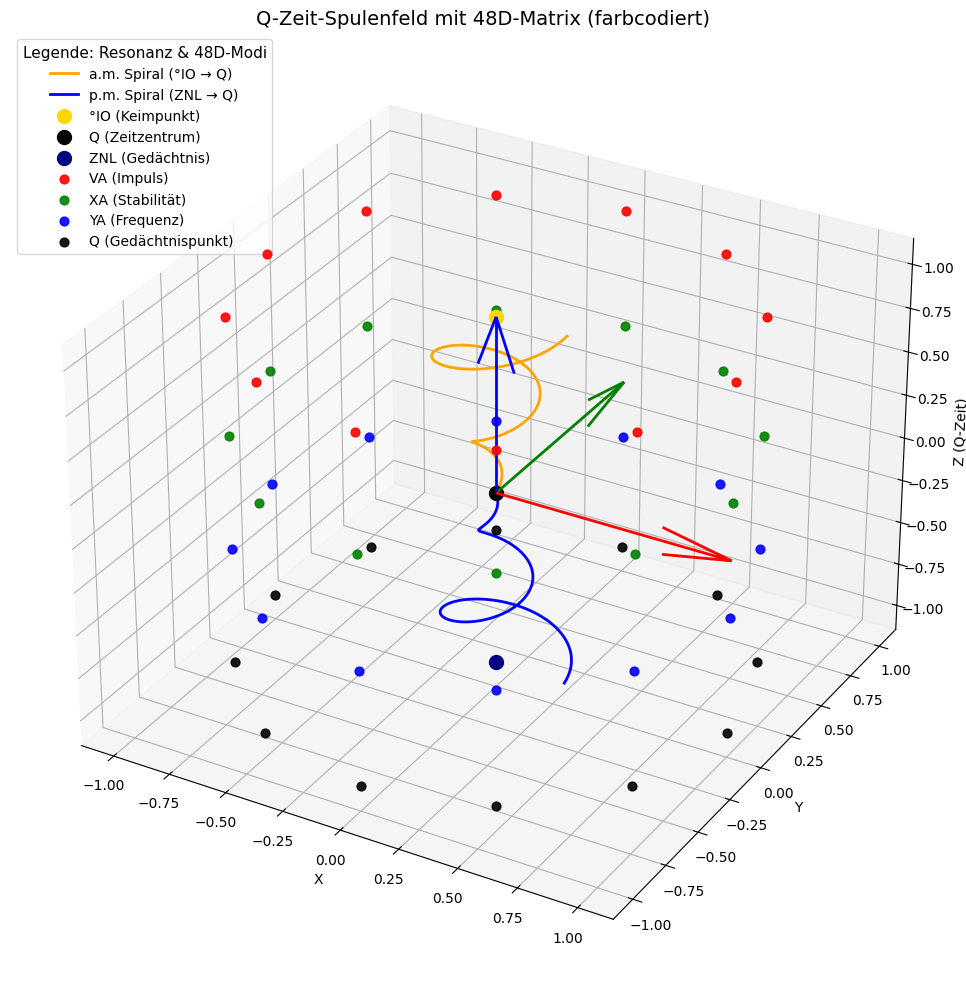 Q-Zeit-Spulenfeld mit 48D-Matrix (farbcodiert)
Legende: Resonanz & 48D-Modi
a.m. Spiral (°IO → Q)
p.m. Spiral (ZNL → Q)
°IO (Keimpunkt)
Q (Zeitzentrum)
ZNL (Gedächtnis)
VA (Impuls)
XA (Stabilität)
YA (Frequenz)
Q (Gedächtnispunkt)
1.00
0.75
0.50
0.25
0.00
−0.25
−0.50
−0.75
−1.00
Z (Q-Zeit)
1.00
0.75
0.50
0.25
0.00
−0.25
−0.50
−0.75
−1.00
Y
−1.00
−0.75
−0.50
−0.25
0.00
0.25
0.50
0.75
1.00
X